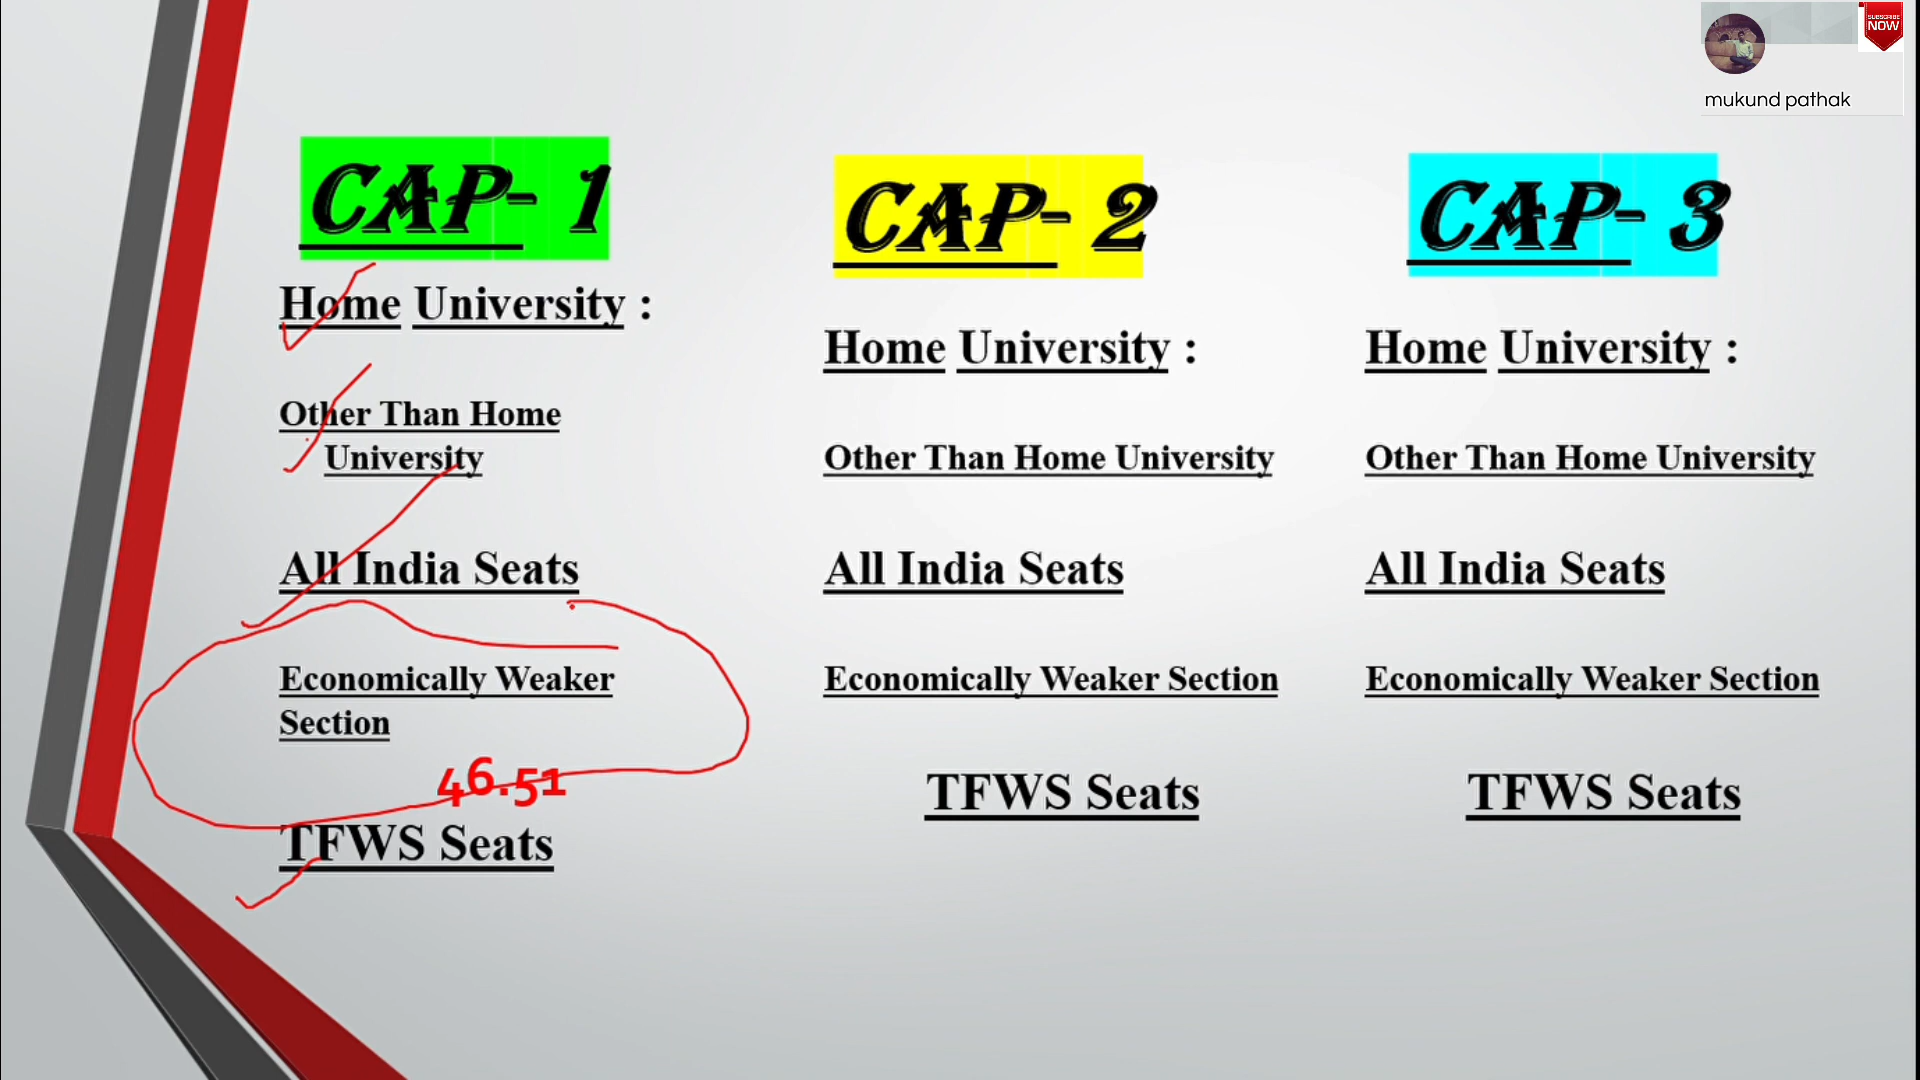 SUBSCRIBE
NOW
mukund pathak
CAP- 1
Home University :
Other Than Home
University
All India Seats
Economically Weaker
Section
46.51
TFWS Seats
CAP- 2
Home University :
Other Than Home University
All India Seats
Economically Weaker Section
TFWS Seats
CAP- 3
Home University :
Other Than Home University
All India Seats
Economically Weaker Section
TFWS Seats